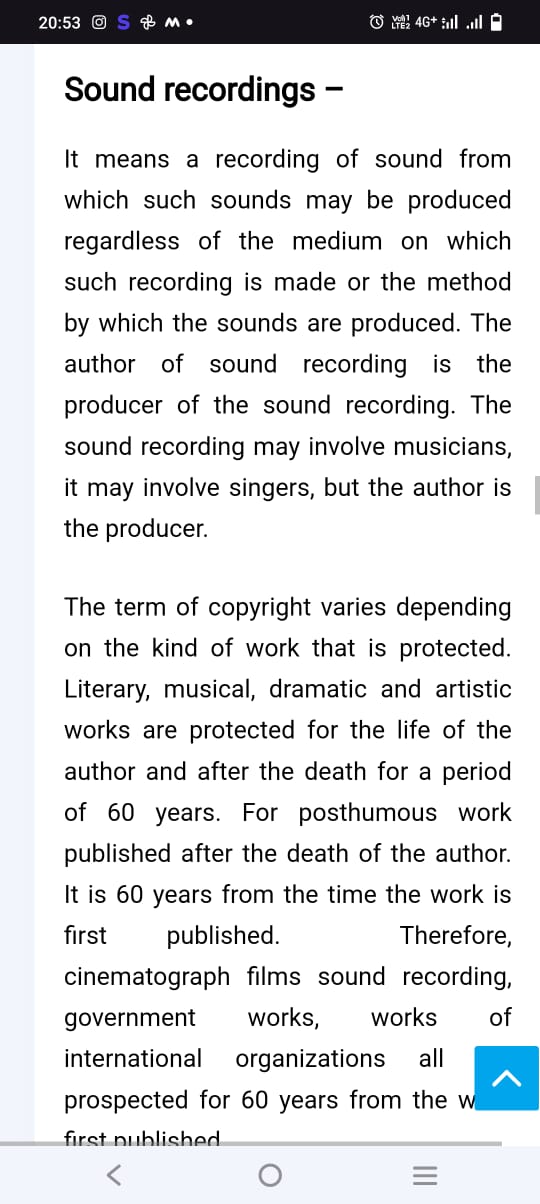 20:53
4G+
Sound recordings –
It means a recording of sound from
which such sounds may be produced
regardless of the medium on which
such recording is made or the method
by which the sounds are produced. The
author of sound recording is the
producer of the sound recording. The
sound recording may involve musicians,
it may involve singers, but the author is
the producer.
The term of copyright varies depending
on the kind of work that is protected.
Literary, musical, dramatic and artistic
works are protected for the life of the
author and after the death for a period
of 60 years. For posthumous work
published after the death of the author.
It is 60 years from the time the work is
first published. Therefore,
cinematograph films sound recording,
government works, works of
international organizations all
prospected for 60 years from the w
first published